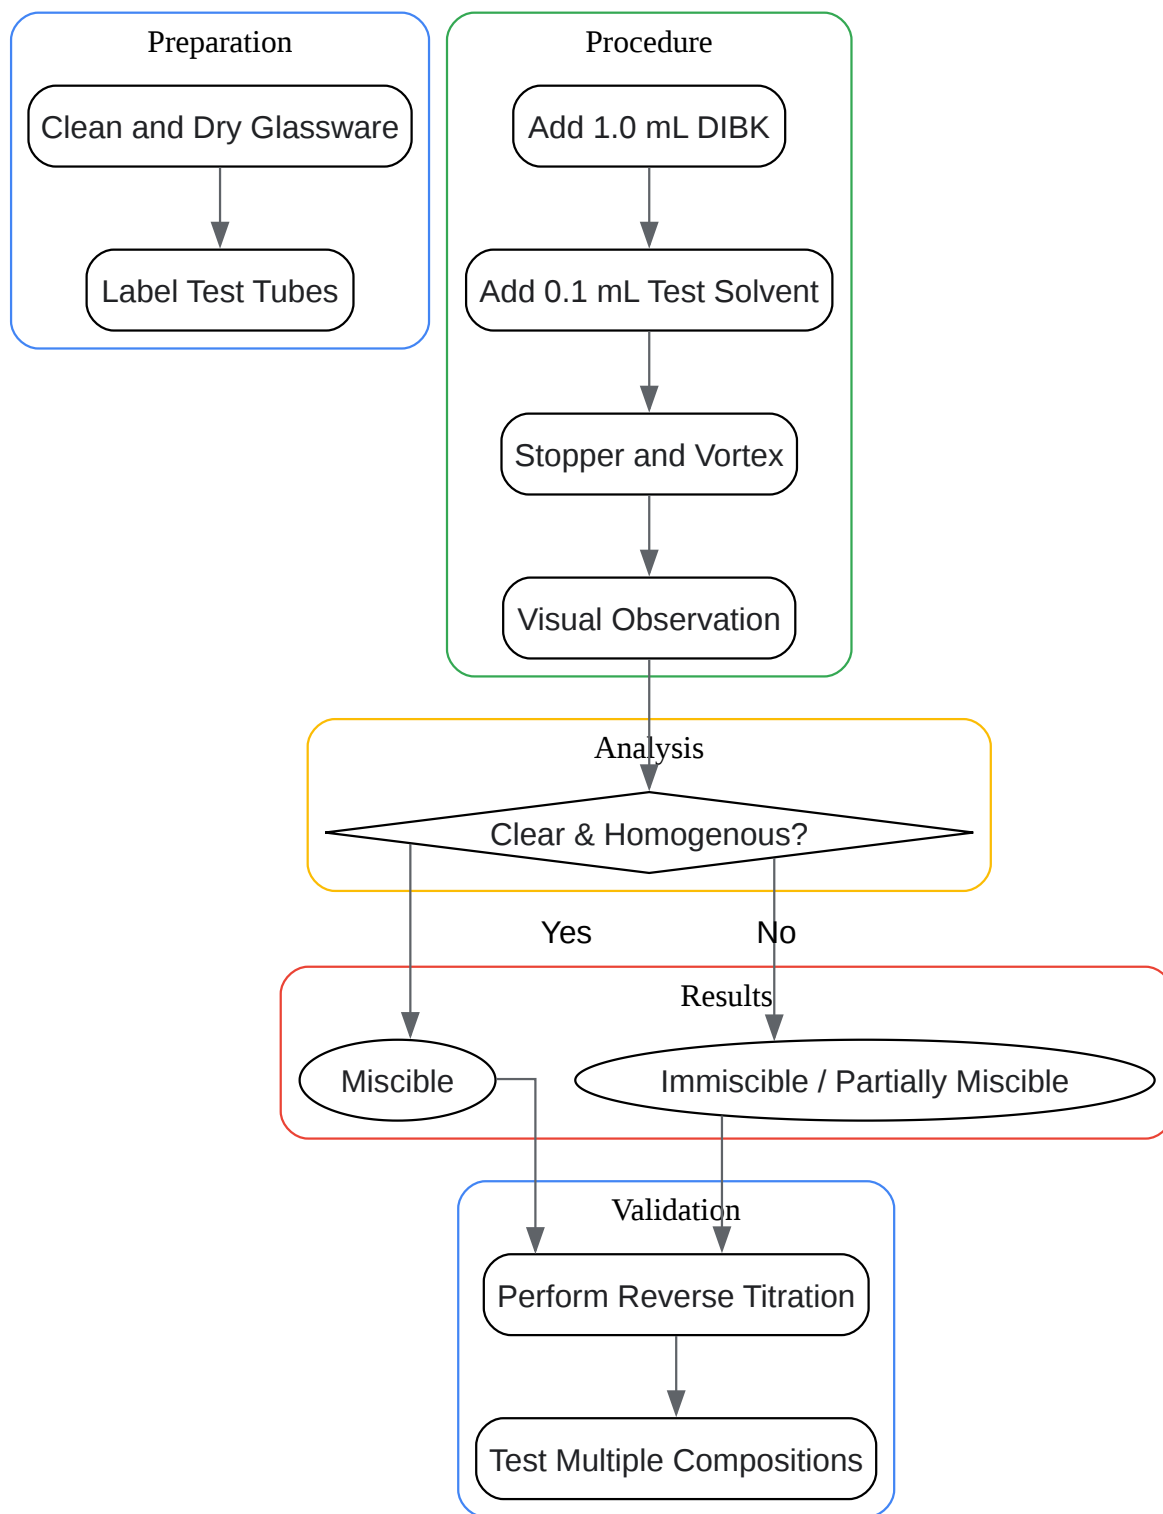 Preparation
Clean and Dry Glassware
Label Test Tubes
Procedure
Add 1.0 mL DIBK
Add 0.1 mL Test Solvent
Stopper and Vortex
Visual Observation
Analysis
Clear & Homogenous?
Yes
No
Results
Miscible
Immiscible / Partially Miscible
Validation
Perform Reverse Titration
Test Multiple Compositions